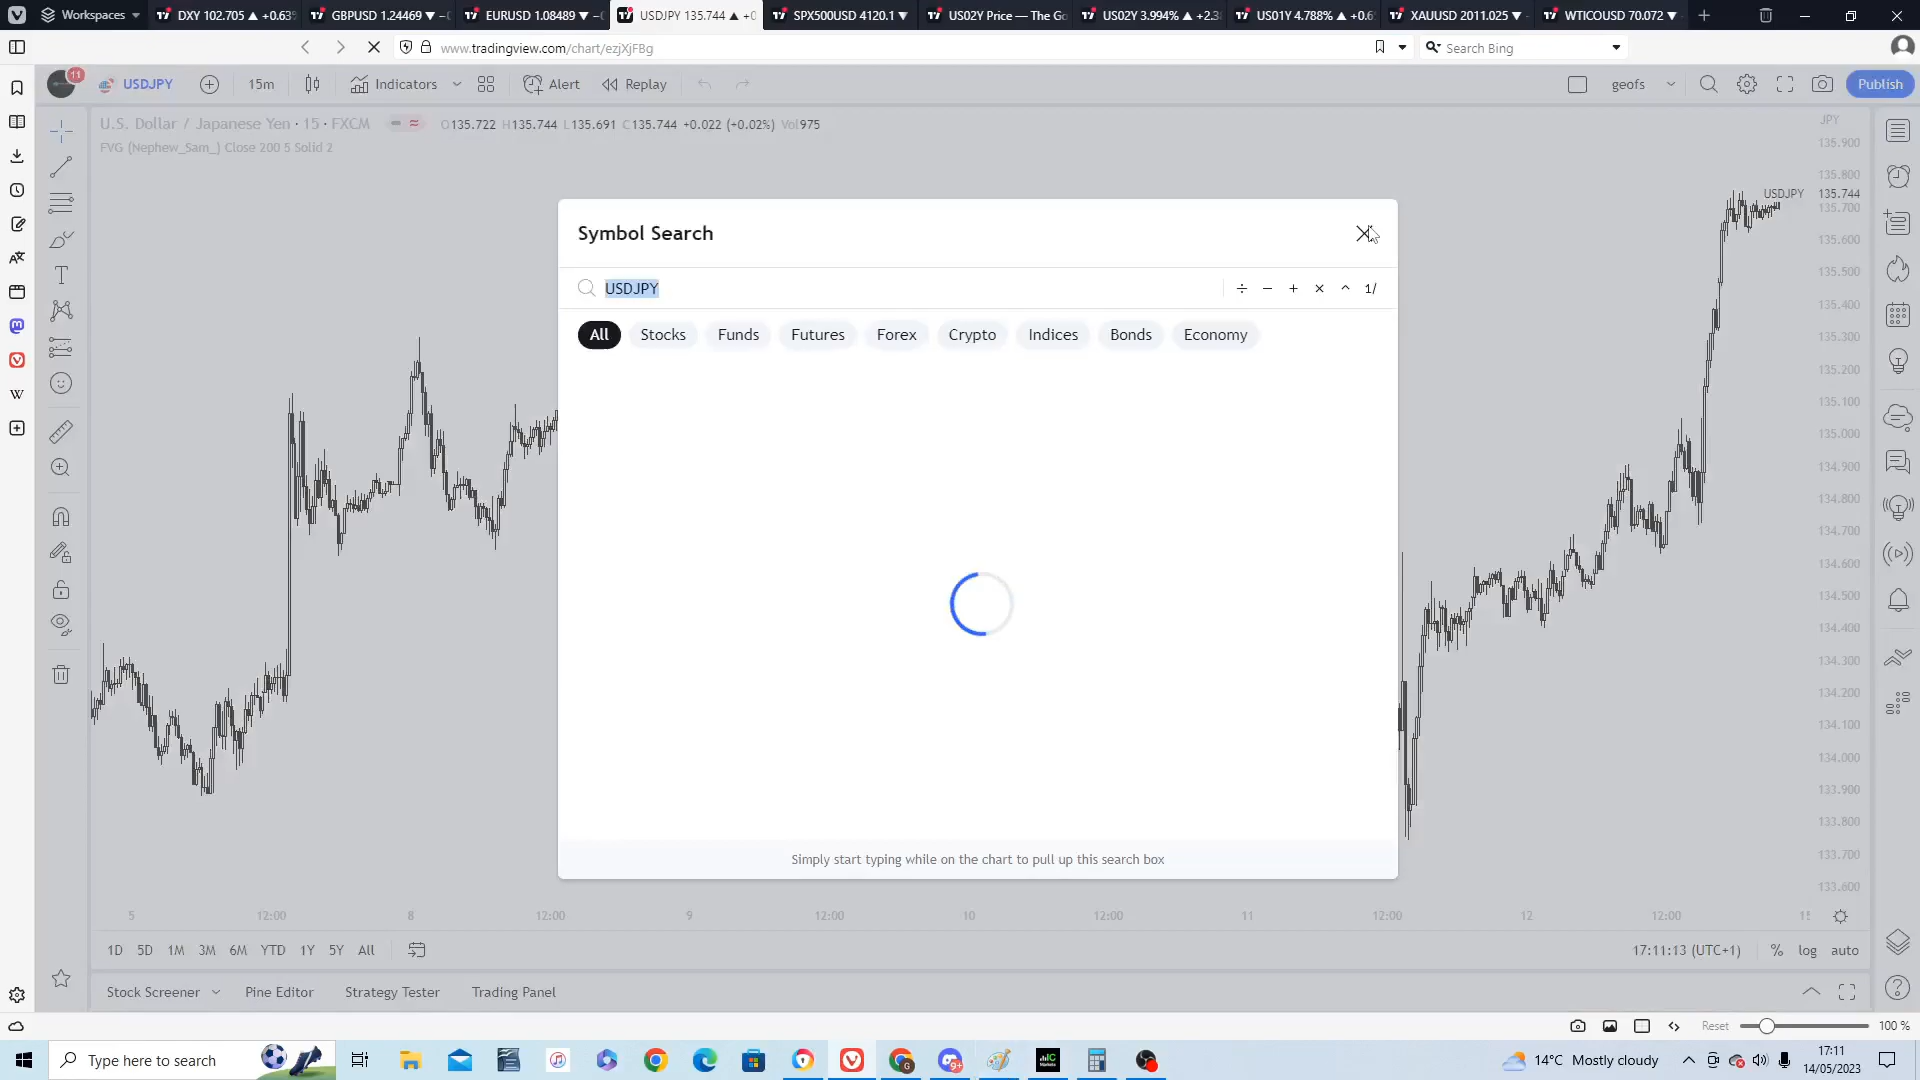 Workspaces
DXY 102.705 ▲ +0.63%
GBPUSD 1.24469 ▼ −
EURUSD 1.08489 ▼ −
USDJPY 135.744 ▲ +0
SPX500USD 4120.1 ▼
US02Y Price — The Go
US02Y 3.994% ▲ +2.3
US01Y 4.788% ▲ +0.6
XAUUSD 2011.025 ▼
WTICOUSD 70.072 ▼
www.tradingview.com/chart/ezjXjFBg
Search Bing
11
USDJPY
15m
Indicators
Alert
Replay
geofs
Publish
U.S. Dollar / Japanese Yen · 15 · FXCM
O135.722 H135.744 L135.691 C135.744 +0.022 (+0.02%) Vol975
FVG (Nephew_Sam_) Close 200 5 Solid 2
JPY
135.900
135.800
USDJPY 135.744
135.700
135.600
135.500
135.400
135.300
135.200
135.100
135.000
134.900
134.800
134.700
134.600
134.500
134.400
134.300
134.200
134.100
134.000
133.900
133.800
133.700
133.600
Symbol Search
USDJPY
÷ − + × ^ 1/
All Stocks Funds Futures Forex Crypto Indices Bonds Economy
Simply start typing while on the chart to pull up this search box
5 12:00 8 12:00 9 12:00 10 12:00 11 12:00 12 12:00
1D 5D 1M 3M 6M YTD 1Y 5Y All
17:11:13 (UTC+1) % log auto
Stock Screener Pine Editor Strategy Tester Trading Panel
Reset 100 %
Type here to search
9+
14°C Mostly cloudy
17:11
14/05/2023